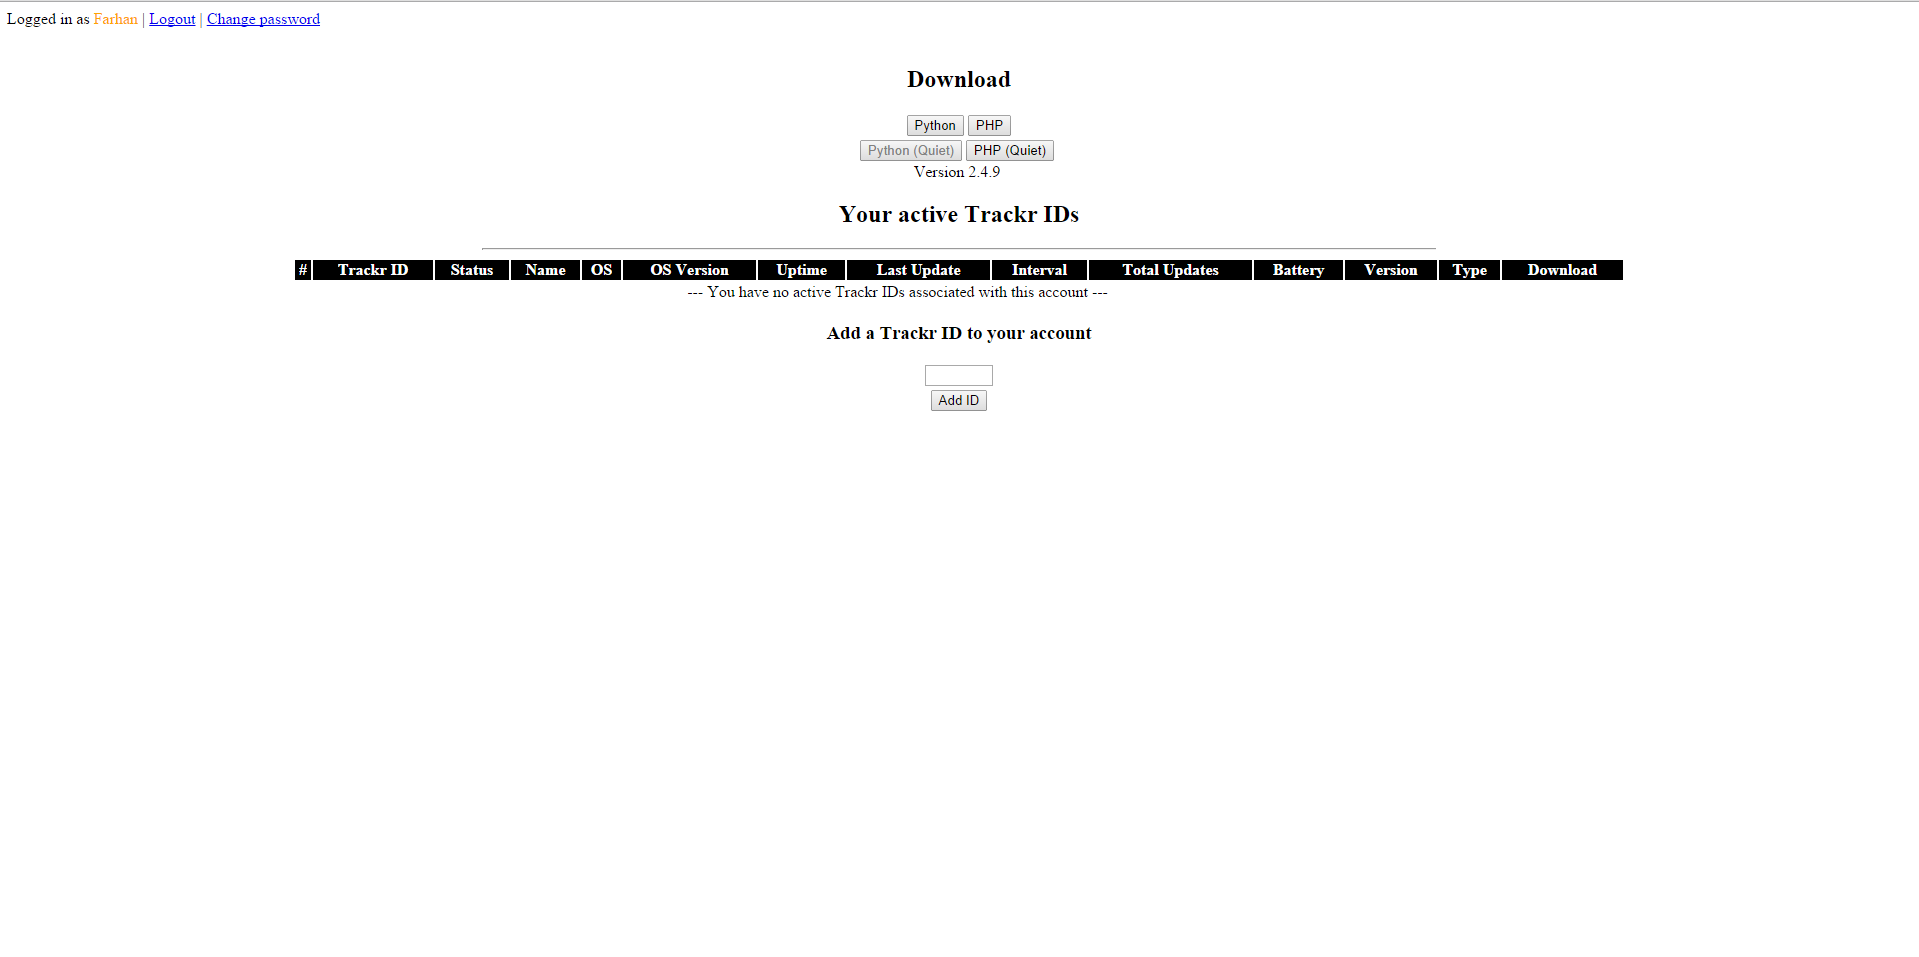 Logged in as Farhan | Logout | Change password
Download
Python PHP
Python (Quiet) PHP (Quiet)
Version 2.4.9
Your active Trackr IDs
# Trackr ID Status Name OS OS Version Uptime Last Update Interval Total Updates Battery Version Type Download
--- You have no active Trackr IDs associated with this account ---
Add a Trackr ID to your account
Add ID